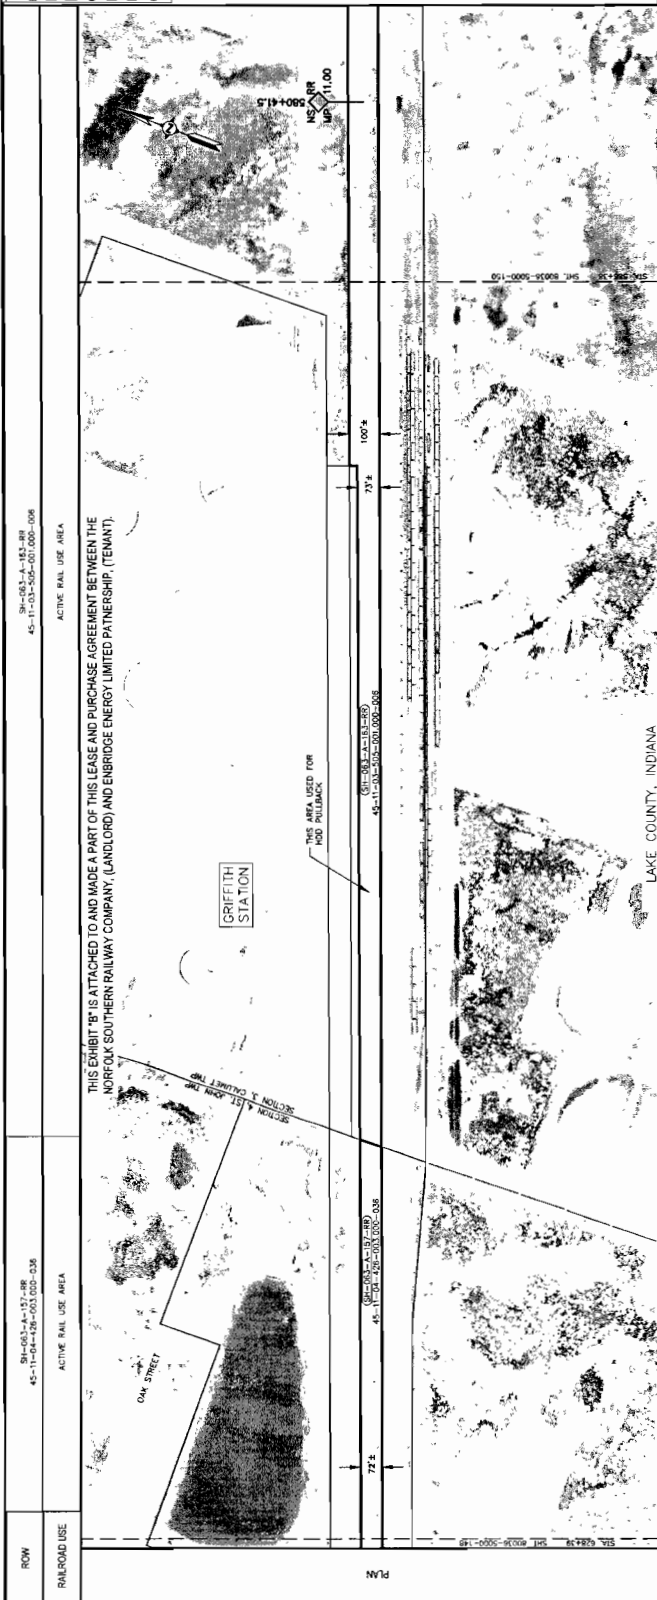 ROW
SH-063-A-157-RR
45-11-04-426-003.000-036
SH-063-A-163-RR
45-11-03-505-001.000-006
RAILROAD USE
ACTIVE RAIL USE AREA
ACTIVE RAIL USE AREA
THIS EXHIBIT "B" IS ATTACHED TO AND MADE A PART OF THIS LEASE AND PURCHASE AGREEMENT BETWEEN THE
NORFOLK SOUTHERN RAILWAY COMPANY, (LANDLORD) AND ENBRIDGE ENERGY LIMITED PATNERSHIP, (TENANT).
OAK STREET
SECTION 4, ST. JOHN TWP
SECTION 3, CALUMET TWP
GRIFFITH
STATION
THIS AREA USED FOR
HDD PULLBACK
580+41.5
NS RR
MP 11.00
100'±
73'±
72'±
(SH-063-A-157-RR)
45-11-04-426-003.000-036
(SH-063-A-163-RR)
45-11-03-505-001.000-006
PLAN
STA. 628+39 SHT. 80036-5000-148
SHT. 80036-5000-150
LAKE COUNTY, INDIANA